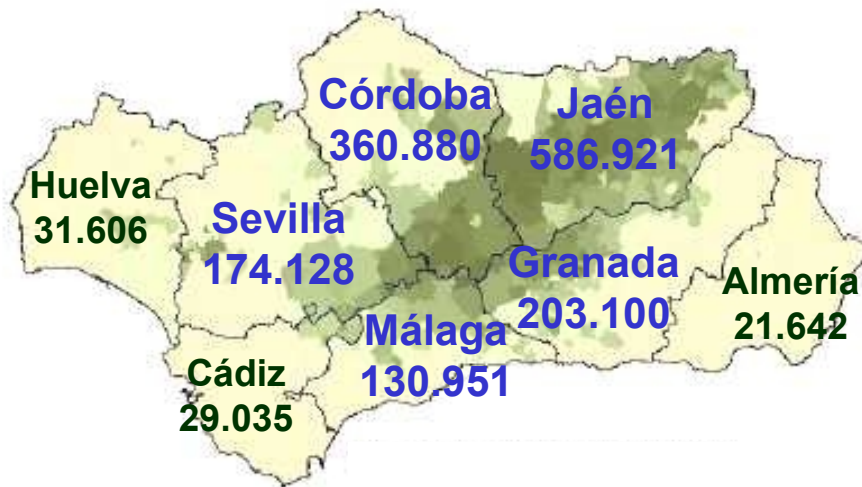 Córdoba
360.880
Jaén
586.921
Huelva
31.606
Sevilla
174.128
Granada
203.100
Almería
21.642
Málaga
130.951
Cádiz
29.035